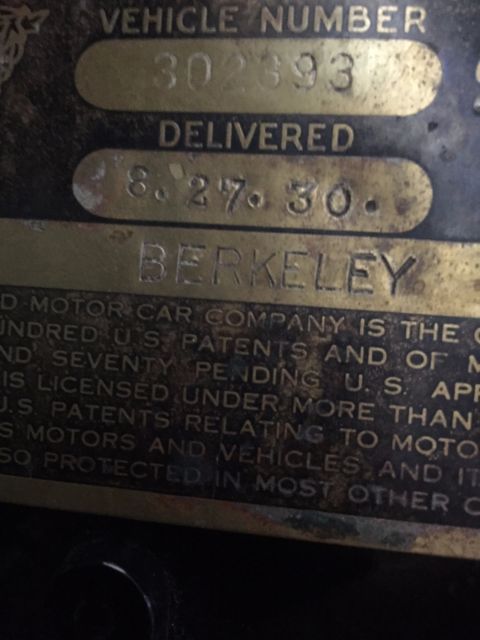 VEHICLE NUMBER
302393
DELIVERED
8.27.30.
BERKELEY
D MOTOR CAR COMPANY IS THE
UNDRED U.S. PATENTS AND OF M
ND SEVENTY PENDING U.S. APP
IS LICENSED UNDER MORE THAN
U.S PATENTS RELATING TO MOTO
S MOTORS AND VEHICLES AND IT
SO PROTECTED IN MOST OTHER C